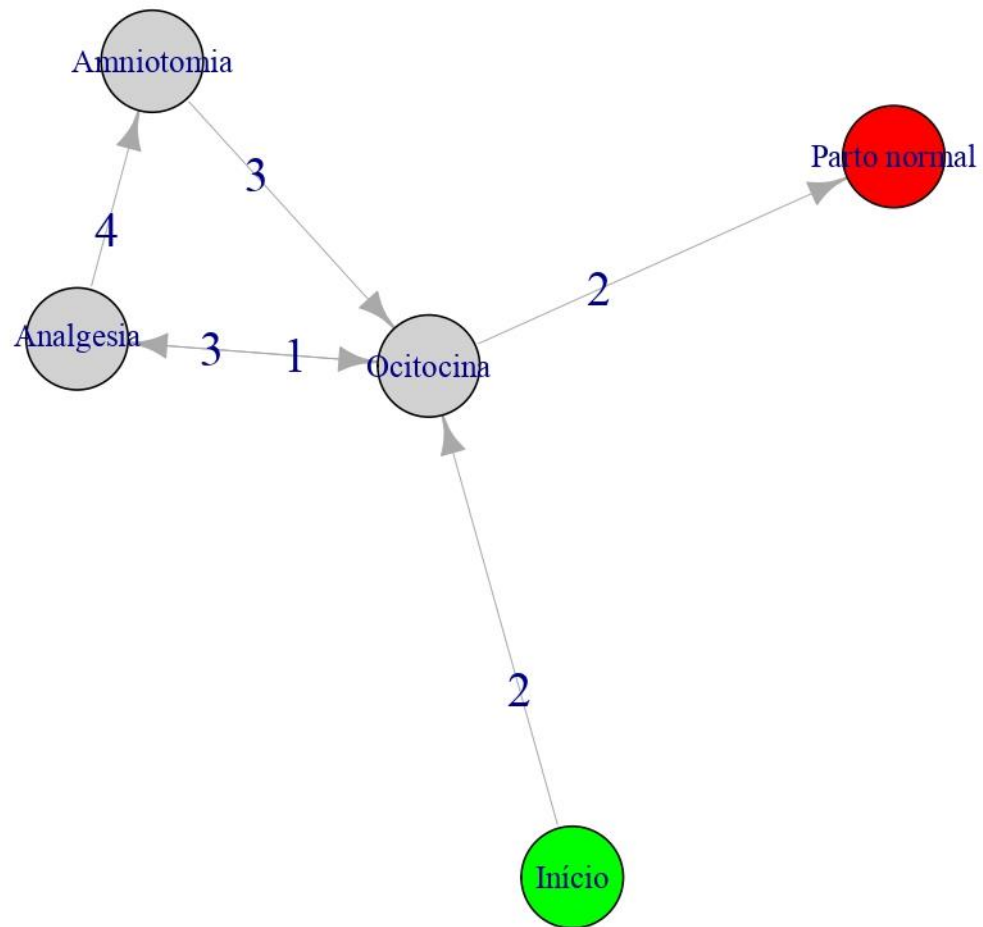 Amniotomia
Parto normal
3
4
2
Analgesia
3
1
Ocitocina
2
Início